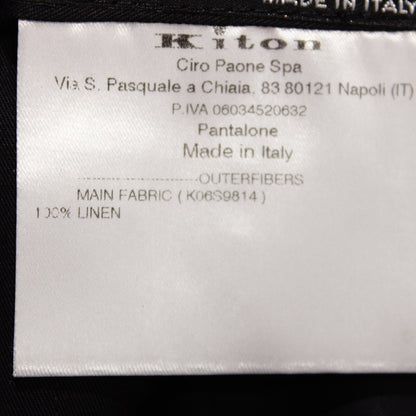 MADE IN ITALY
Kiton
Ciro Paone Spa
Via S. Pasquale a Chiaia, 83 80121 Napoli (IT)
P.IVA 06034520632
Pantalone
Made in Italy
------------------------OUTERFIBERS
MAIN FABRIC ( K06S9814 )
100% LINEN